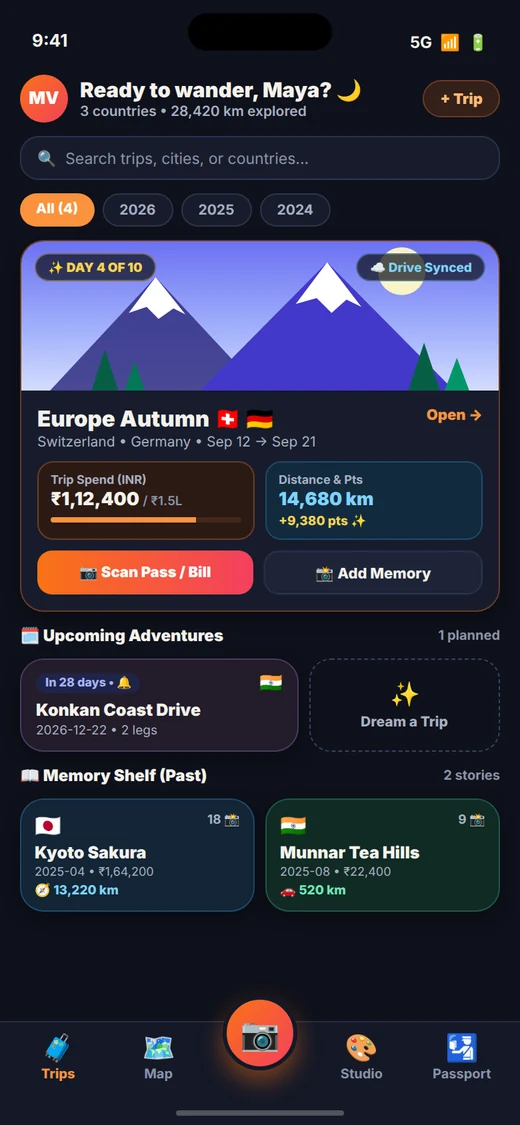 9:41
5G
MV
Ready to wander, Maya? 🌙
3 countries • 28,420 km explored
+ Trip
🔍 Search trips, cities, or countries...
All (4)
2026
2025
2024
✨ DAY 4 OF 10
☁️ Drive Synced
Europe Autumn 🇨🇭 🇩🇪
Open →
Switzerland • Germany • Sep 12 → Sep 21
Trip Spend (INR)
₹1,12,400 / ₹1.5L
Distance & Pts
14,680 km
+9,380 pts ✨
📷 Scan Pass / Bill
📸 Add Memory
🗓️ Upcoming Adventures
1 planned
In 28 days • 🔔
🇮🇳
Konkan Coast Drive
2026-12-22 • 2 legs
✨
Dream a Trip
📖 Memory Shelf (Past)
2 stories
🇯🇵
18 📸
Kyoto Sakura
2025-04 • ₹1,64,200
🧭 13,220 km
🇮🇳
9 📸
Munnar Tea Hills
2025-08 • ₹22,400
🚗 520 km
Trips
Map
Studio
Passport